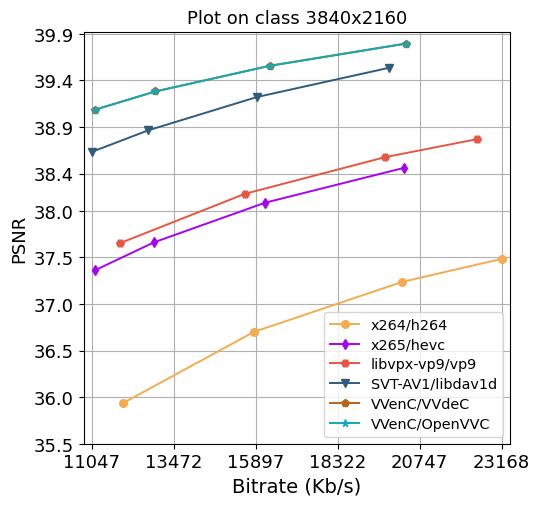 Plot on class 3840x2160
39.9
39.4
38.9
38.4
38.0
37.5
37.0
36.5
36.0
35.5
PSNR
x264/h264
x265/hevc
libvpx-vp9/vp9
SVT-AV1/libdav1d
VVenC/VVdeC
VVenC/OpenVVC
11047 13472 15897 18322 20747 23168
Bitrate (Kb/s)